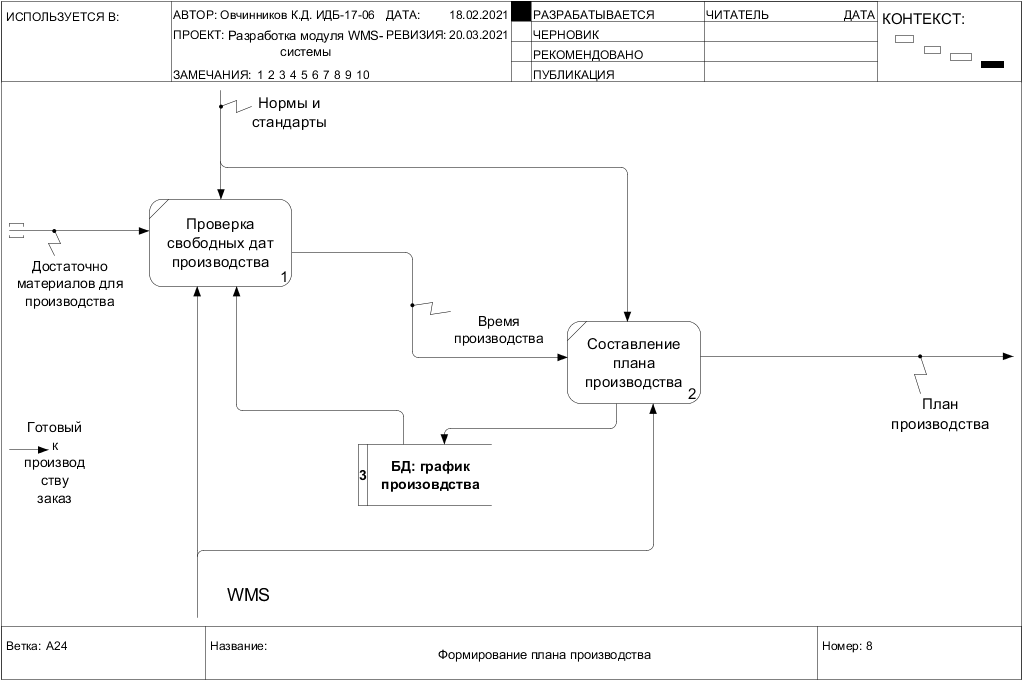 ИСПОЛЬЗУЕТСЯ В:
АВТОР: Овчинников К.Д. ИДБ-17-06 ДАТА: 18.02.2021
ПРОЕКТ: Разработка модуля WMS-
системы
РЕВИЗИЯ: 20.03.2021
ЗАМЕЧАНИЯ: 1 2 3 4 5 6 7 8 9 10
РАЗРАБАТЫВАЕТСЯ
ЧЕРНОВИК
РЕКОМЕНДОВАНО
ПУБЛИКАЦИЯ
ЧИТАТЕЛЬ ДАТА
КОНТЕКСТ:
Нормы и
стандарты
Проверка
свободных дат
производства
1
Достаточно
материалов для
производства
Время
производства
Составление
плана
производства
2
План
производства
Готовый
к
производ
ству
заказ
3
БД: график
произовдства
WMS
Ветка: А24
Название:
Формирование плана производства
Номер: 8